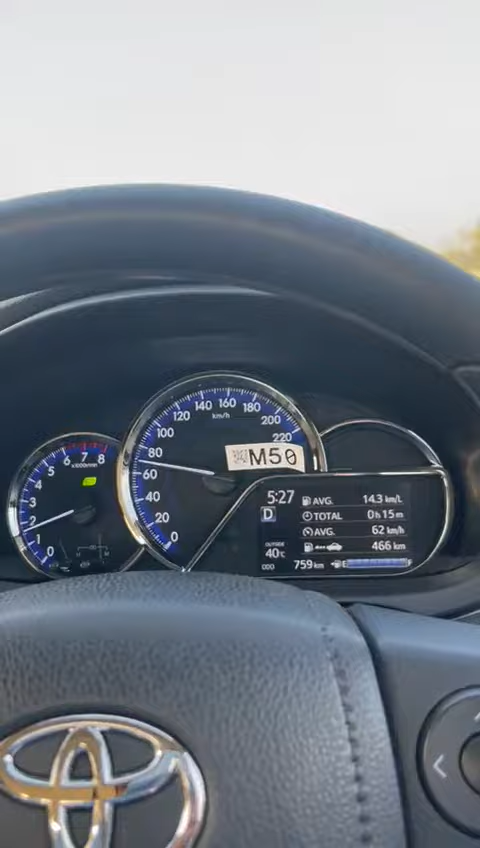 8
7
6
5
4
3
2
1
0
x1000r/min
220
200
180
160
140
120
100
80
60
40
20
0
km/h
M50
5:27
D
OUTSIDE
40°C
ODO 759 km
AVG. 14.3 km/L
TOTAL 0h 15m
AVG. 62 km/h
466 km
E F